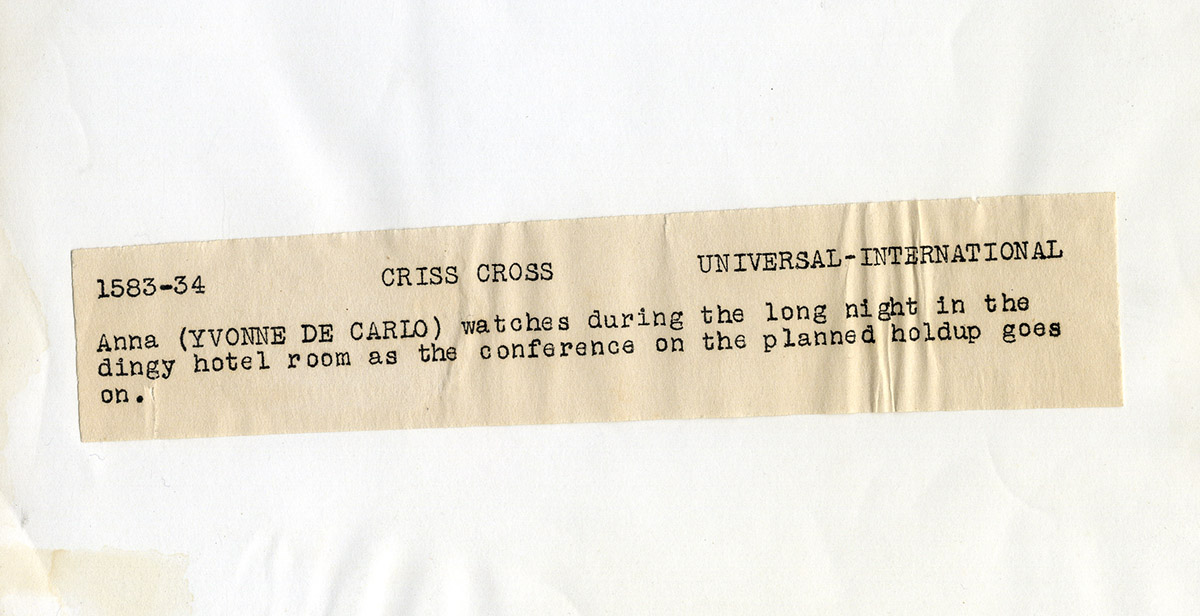 1583-34 CRISS CROSS UNIVERSAL-INTERNATIONAL
Anna (YVONNE DE CARLO) watches during the long night in the
dingy hotel room as the conference on the planned holdup goes
on.